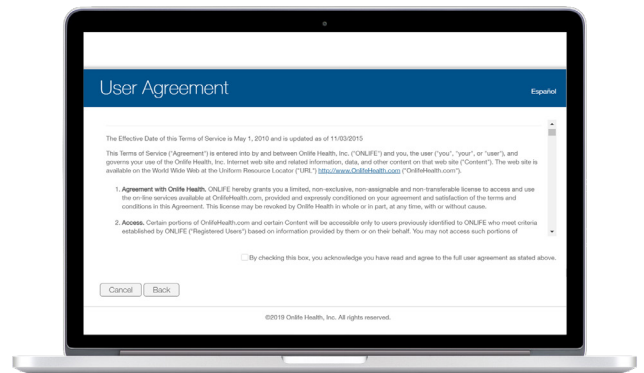 User Agreement
Español
The Effective Date of this Terms of Service is May 1, 2010 and is updated as of 11/03/2015
This Terms of Service ("Agreement") is entered into by and between Onlife Health, Inc. ("ONLIFE") and you, the user ("you", "your", or "user"), and
governs your use of the Onlife Health, Inc. Internet web site and related information, data, and other content on that web site ("Content"). The web site is
available on the World Wide Web at the Uniform Resource Locator ("URL") http://www.OnlifeHealth.com ("OnlifeHealth.com").
1. Agreement with Onlife Health. ONLIFE hereby grants you a limited, non-exclusive, non-assignable and non-transferable license to access and use
the on-line services available at OnlifeHealth.com, provided and expressly conditioned on your agreement and satisfaction of the terms and
conditions in this Agreement. This license may be revoked by Onlife Health in whole or in part, at any time, with or without cause.
2. Access. Certain portions of OnlifeHealth.com and certain Content will be accessible only to users previously identified to ONLIFE who meet criteria
established by ONLIFE ("Registered Users") based on information provided by them or on their behalf. You may not access such portions of
By checking this box, you acknowledge you have read and agree to the full user agreement as stated above.
Cancel Back
©2019 Onlife Health, Inc. All rights reserved.